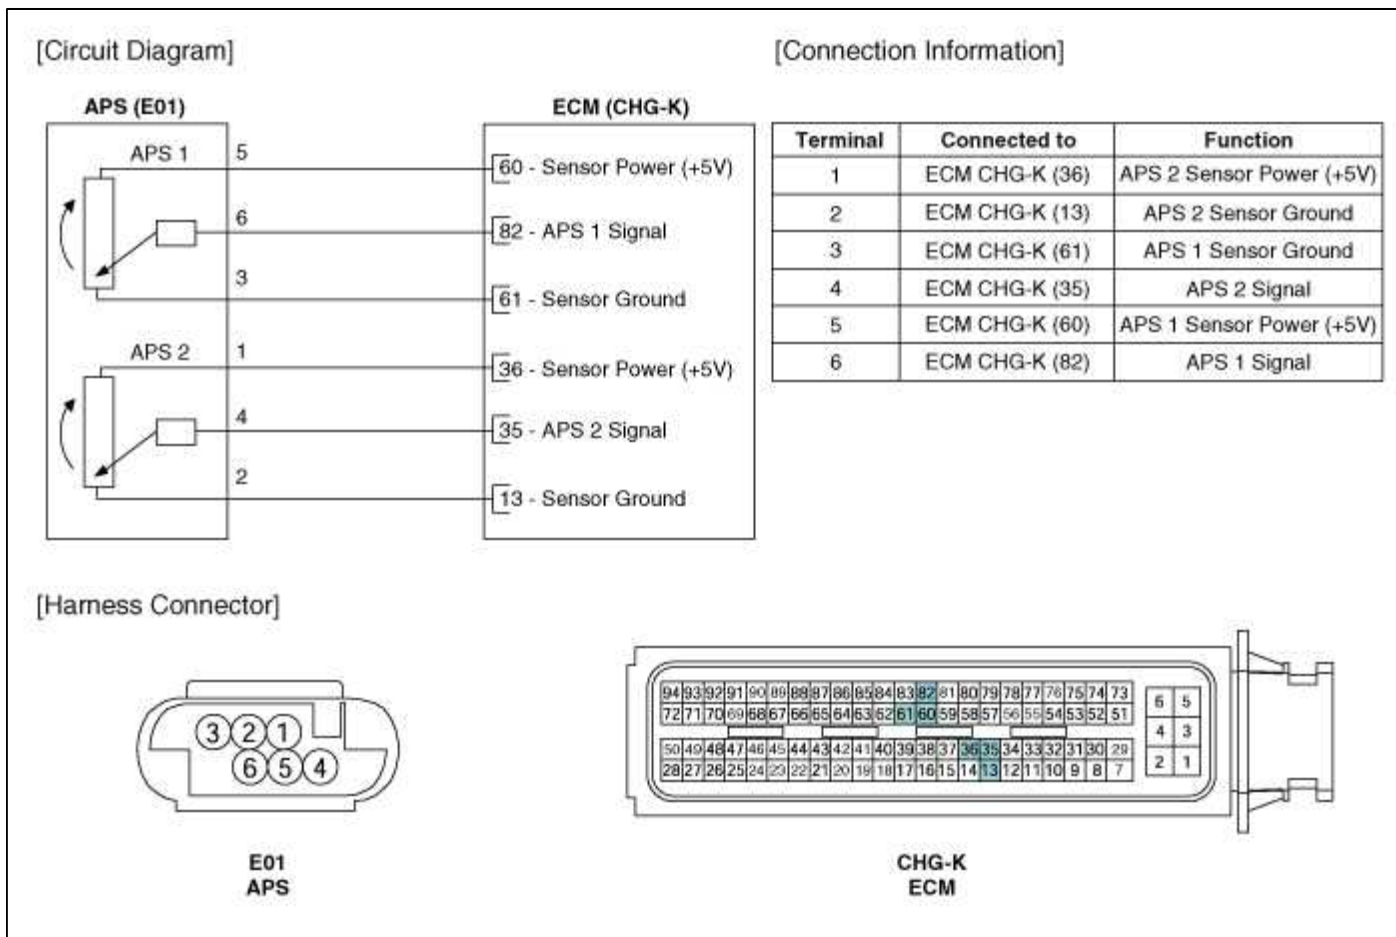 [Circuit Diagram]
APS (E01)
ECM (CHG-K)
APS 1
5
60 - Sensor Power (+5V)
6
82 - APS 1 Signal
3
61 - Sensor Ground
APS 2
1
36 - Sensor Power (+5V)
4
35 - APS 2 Signal
2
13 - Sensor Ground
[Connection Information]
Terminal Connected to Function
1 ECM CHG-K (36) APS 2 Sensor Power (+5V)
2 ECM CHG-K (13) APS 2 Sensor Ground
3 ECM CHG-K (61) APS 1 Sensor Ground
4 ECM CHG-K (35) APS 2 Signal
5 ECM CHG-K (60) APS 1 Sensor Power (+5V)
6 ECM CHG-K (82) APS 1 Signal
[Harness Connector]
3 2 1
6 5 4
E01
APS
94 93 92 91 90 89 88 87 86 85 84 83 82 81 80 79 78 77 76 75 74 73
72 71 70 69 68 67 66 65 64 63 62 61 60 59 58 57 56 55 54 53 52 51
50 49 48 47 46 45 44 43 42 41 40 39 38 37 36 35 34 33 32 31 30 29
28 27 26 25 24 23 22 21 20 19 18 17 16 15 14 13 12 11 10 9 8 7
6 5
4 3
2 1
CHG-K
ECM